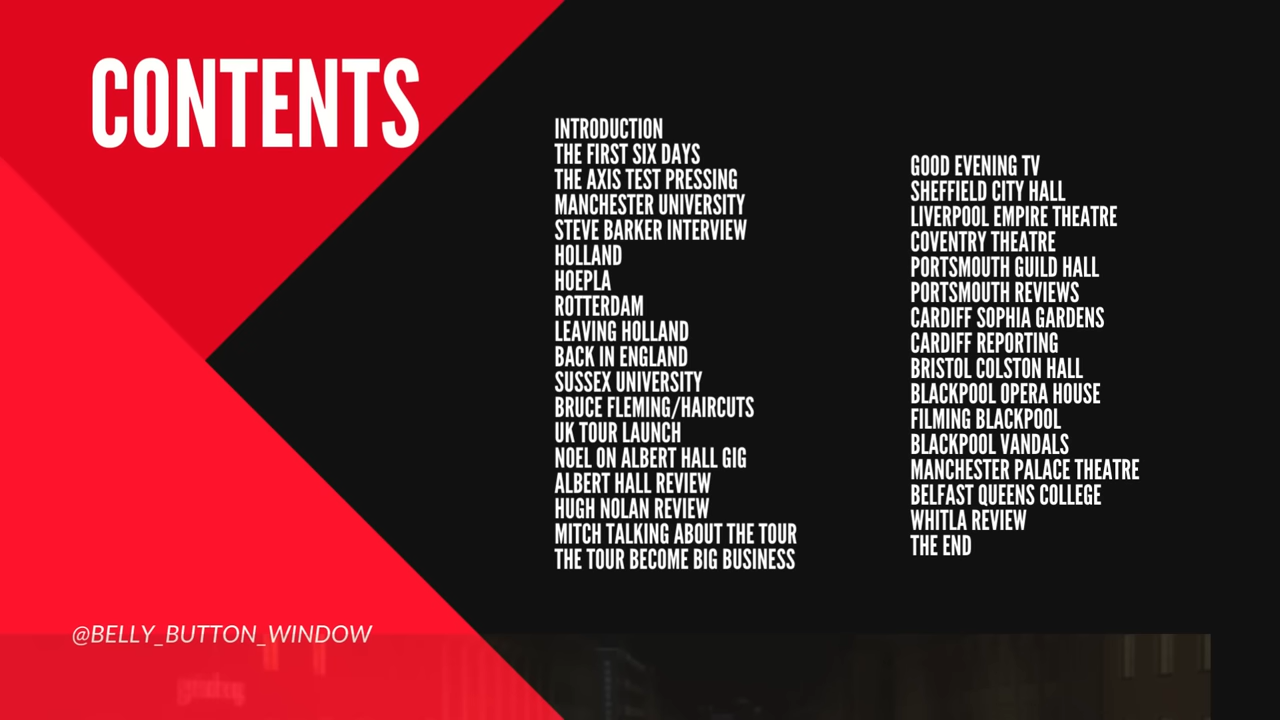 CONTENTS
INTRODUCTION
THE FIRST SIX DAYS
THE AXIS TEST PRESSING
MANCHESTER UNIVERSITY
STEVE BARKER INTERVIEW
HOLLAND
HOEPLA
ROTTERDAM
LEAVING HOLLAND
BACK IN ENGLAND
SUSSEX UNIVERSITY
BRUCE FLEMING/HAIRCUTS
UK TOUR LAUNCH
NOEL ON ALBERT HALL GIG
ALBERT HALL REVIEW
HUGH NOLAN REVIEW
MITCH TALKING ABOUT THE TOUR
THE TOUR BECOME BIG BUSINESS
GOOD EVENING TV
SHEFFIELD CITY HALL
LIVERPOOL EMPIRE THEATRE
COVENTRY THEATRE
PORTSMOUTH GUILD HALL
PORTSMOUTH REVIEWS
CARDIFF SOPHIA GARDENS
CARDIFF REPORTING
BRISTOL COLSTON HALL
BLACKPOOL OPERA HOUSE
FILMING BLACKPOOL
BLACKPOOL VANDALS
MANCHESTER PALACE THEATRE
BELFAST QUEENS COLLEGE
WHITLA REVIEW
THE END
@BELLY_BUTTON_WINDOW